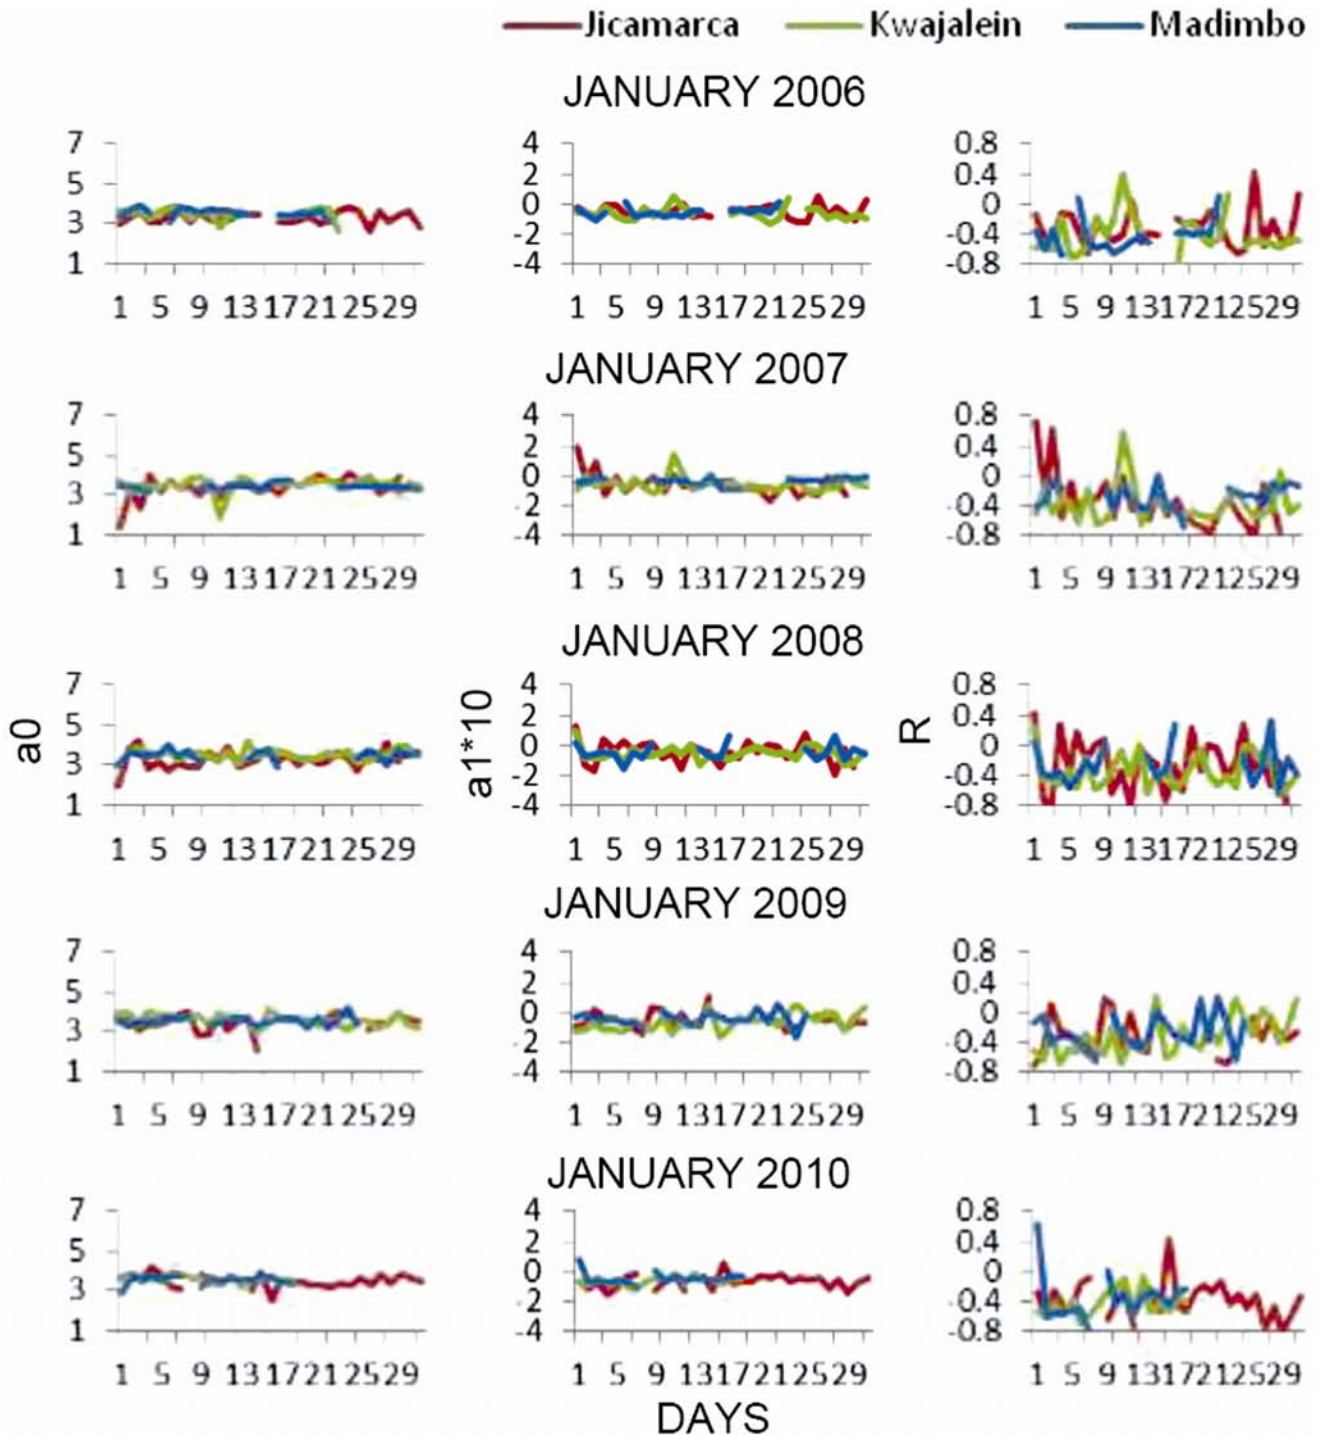 Jicamarca Kwajalein Madimbo
JANUARY 2006
7 5 3 1
4 2 0 -2 -4
0.8 0.4 0 -0.4 -0.8
1 5 9 13 17 21 25 29
1 5 9 13 17 21 25 29
1 5 9 13 17 21 25 29
JANUARY 2007
7 5 3 1
4 2 0 -2 -4
0.8 0.4 0 -0.4 -0.8
1 5 9 13 17 21 25 29
1 5 9 13 17 21 25 29
1 5 9 13 17 21 25 29
JANUARY 2008
a0
7 5 3 1
a1*10
4 2 0 -2 -4
R
0.8 0.4 0 -0.4 -0.8
1 5 9 13 17 21 25 29
1 5 9 13 17 21 25 29
1 5 9 13 17 21 25 29
JANUARY 2009
7 5 3 1
4 2 0 -2 -4
0.8 0.4 0 -0.4 -0.8
1 5 9 13 17 21 25 29
1 5 9 13 17 21 25 29
1 5 9 13 17 21 25 29
JANUARY 2010
7 5 3 1
4 2 0 -2 -4
0.8 0.4 0 -0.4 -0.8
1 5 9 13 17 21 25 29
1 5 9 13 17 21 25 29
1 5 9 13 17 21 25 29
DAYS